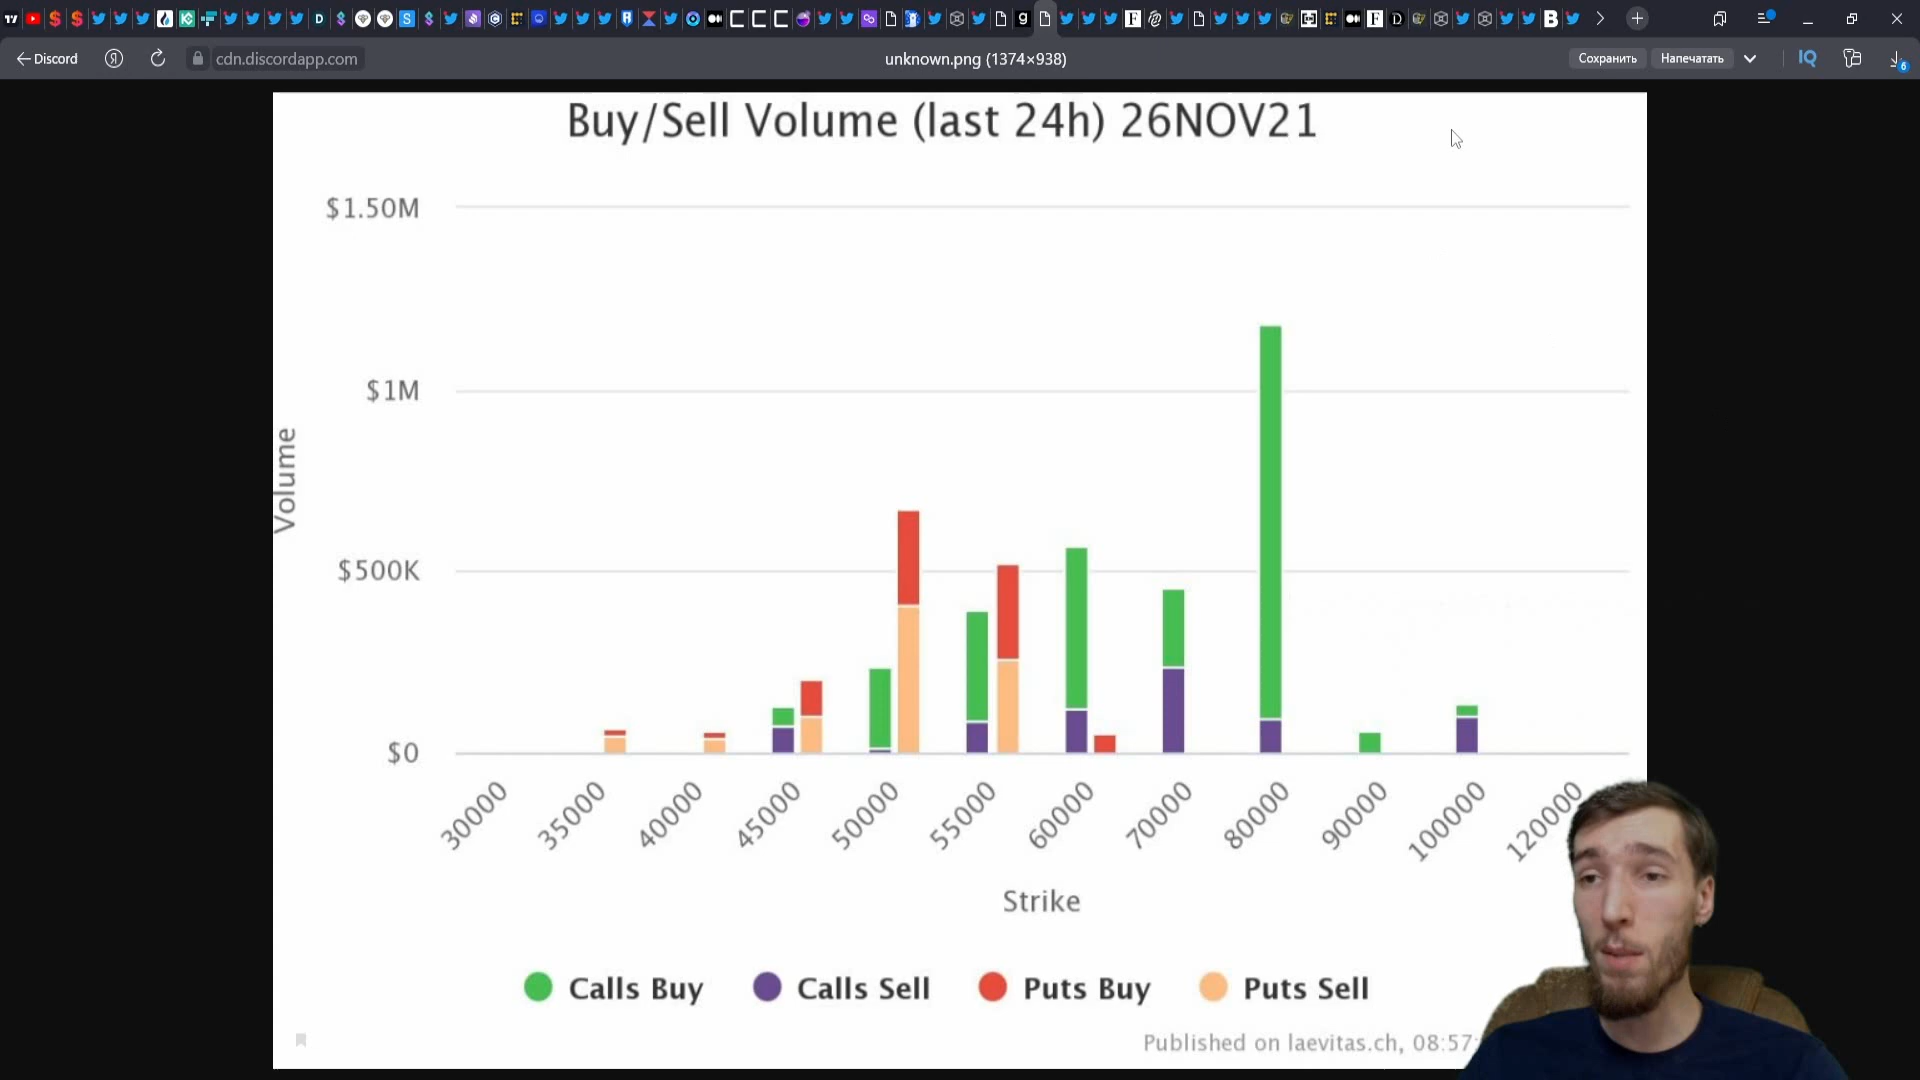 Discord
cdn.discordapp.com
unknown.png (1374×938)
Сохранить
Напечатать
IQ
6
Buy/Sell Volume (last 24h) 26NOV21
$1.50M
$1M
$500K
$0
Volume
30000
35000
40000
45000
50000
55000
60000
70000
80000
90000
100000
120000
Strike
Calls Buy
Calls Sell
Puts Buy
Puts Sell
Published on laevitas.ch, 08:57